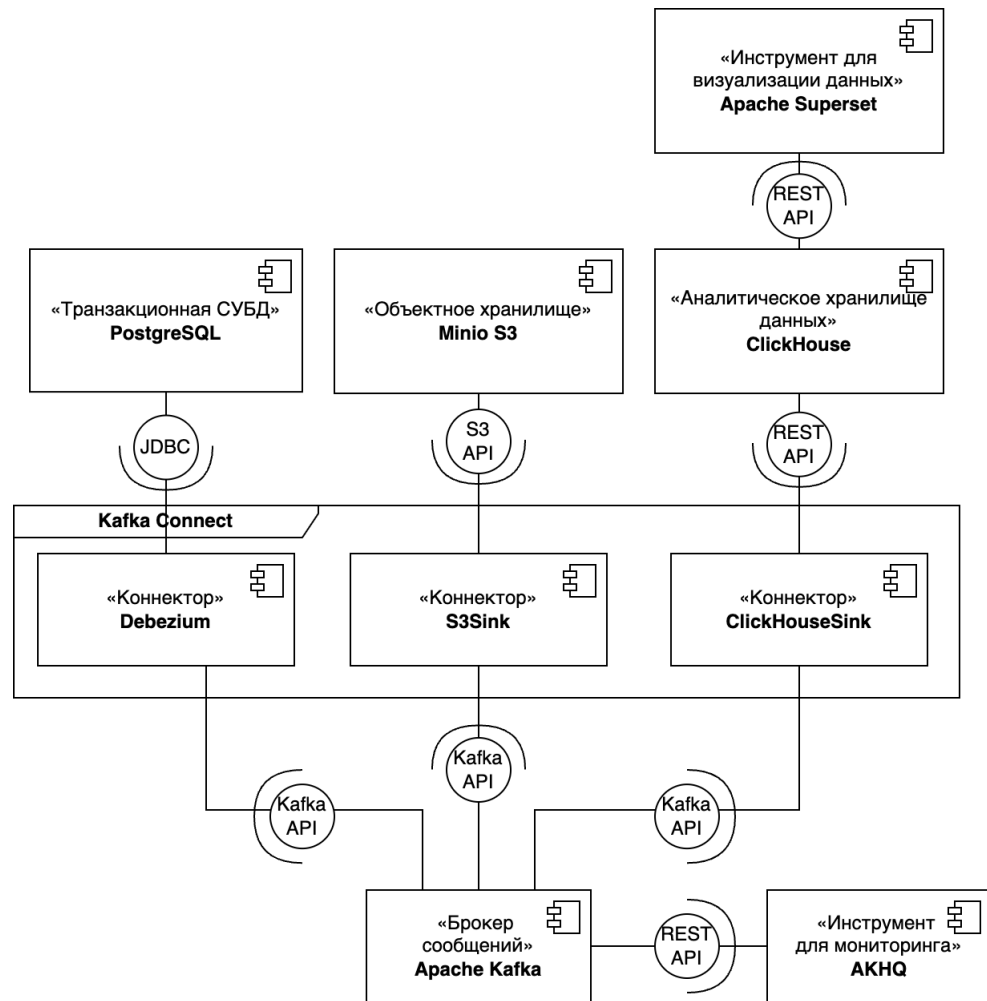 «Инструмент для
визуализации данных»
Apache Superset
REST
API
«Транзакционная СУБД»
PostgreSQL
«Объектное хранилище»
Minio S3
«Аналитическое хранилище
данных»
ClickHouse
JDBC
S3
API
REST
API
Kafka Connect
«Коннектор»
Debezium
«Коннектор»
S3Sink
«Коннектор»
ClickHouseSink
Kafka
API
Kafka
API
Kafka
API
«Брокер
сообщений»
Apache Kafka
REST
API
«Инструмент
для мониторинга»
AKHQ